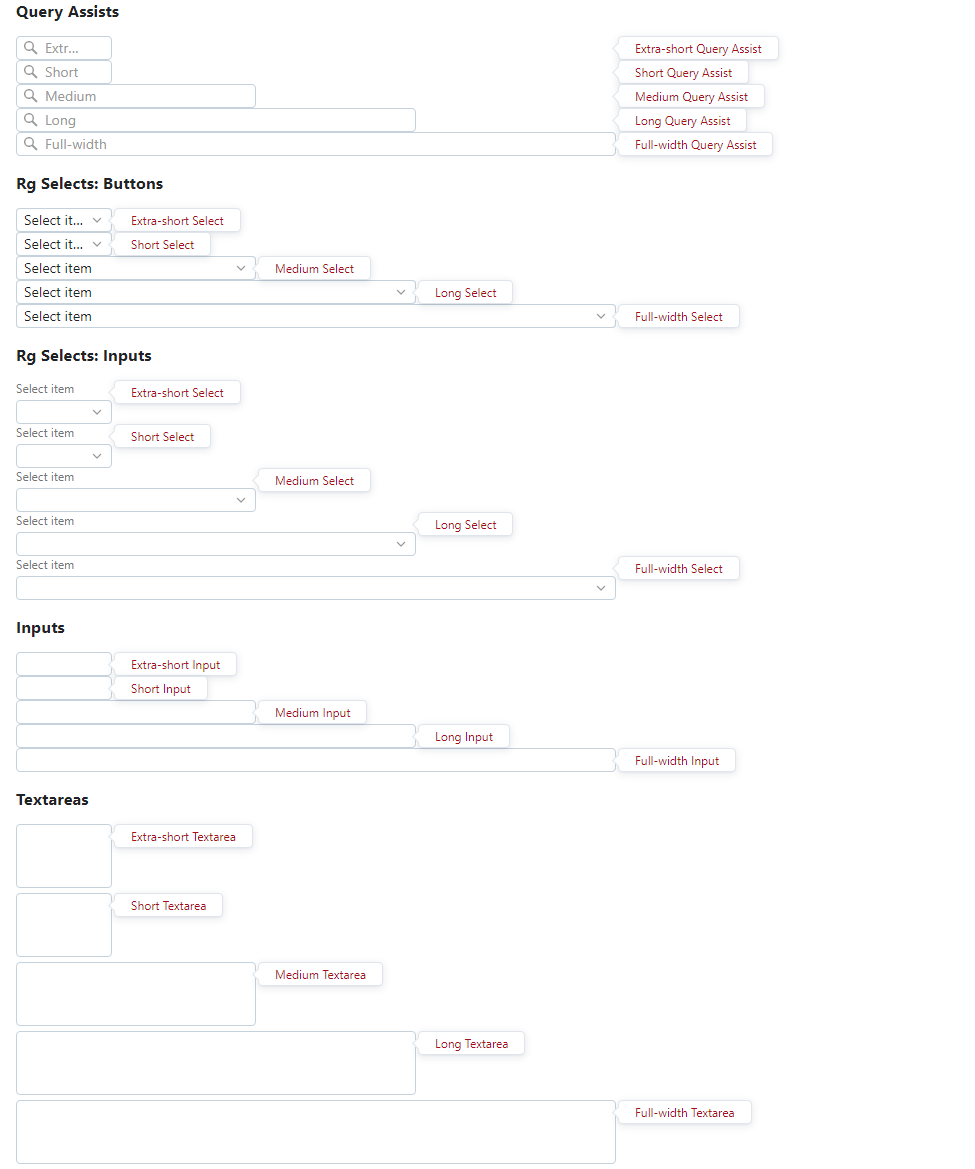 Query Assists
Extr... Extra-short Query Assist
Short Short Query Assist
Medium Medium Query Assist
Long Long Query Assist
Full-width Full-width Query Assist
Rg Selects: Buttons
Select it... Extra-short Select
Select it... Short Select
Select item Medium Select
Select item Long Select
Select item Full-width Select
Rg Selects: Inputs
Select item Extra-short Select
Select item Short Select
Select item Medium Select
Select item Long Select
Select item Full-width Select
Inputs
Extra-short Input
Short Input
Medium Input
Long Input
Full-width Input
Textareas
Extra-short Textarea
Short Textarea
Medium Textarea
Long Textarea
Full-width Textarea